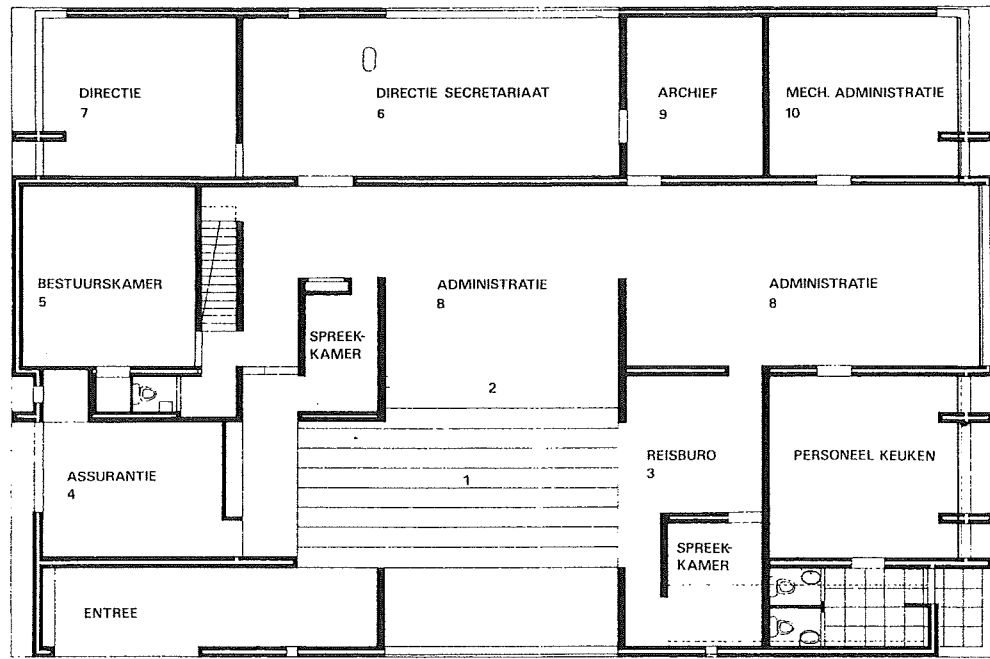 DIRECTIE
7
DIRECTIE SECRETARIAAT
6
ARCHIEF
9
MECH. ADMINISTRATIE
10
BESTUURSKAMER
5
SPREEK-
KAMER
ADMINISTRATIE
8
ADMINISTRATIE
8
2
ASSURANTIE
4
1
REISBURO
3
PERSONEEL KEUKEN
SPREEK-
KAMER
ENTREE